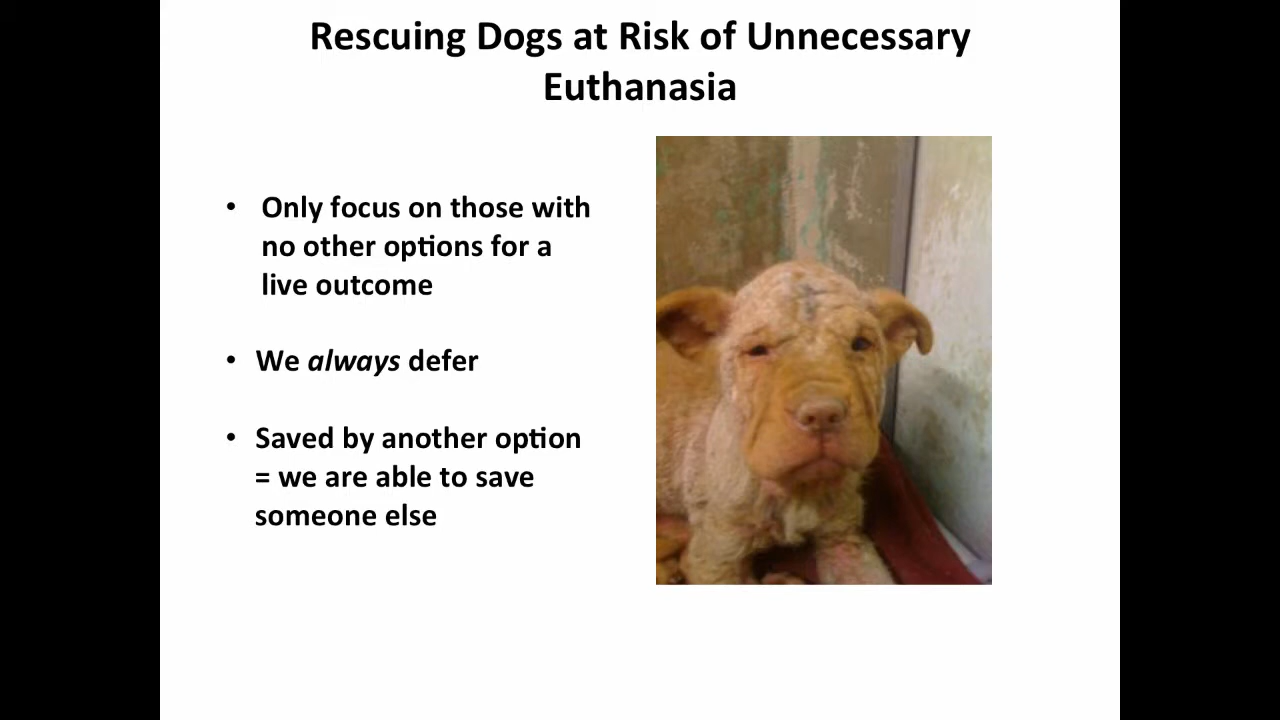 Rescuing Dogs at Risk of Unnecessary
Euthanasia
• Only focus on those with
no other options for a
live outcome
• We always defer
• Saved by another option
= we are able to save
someone else